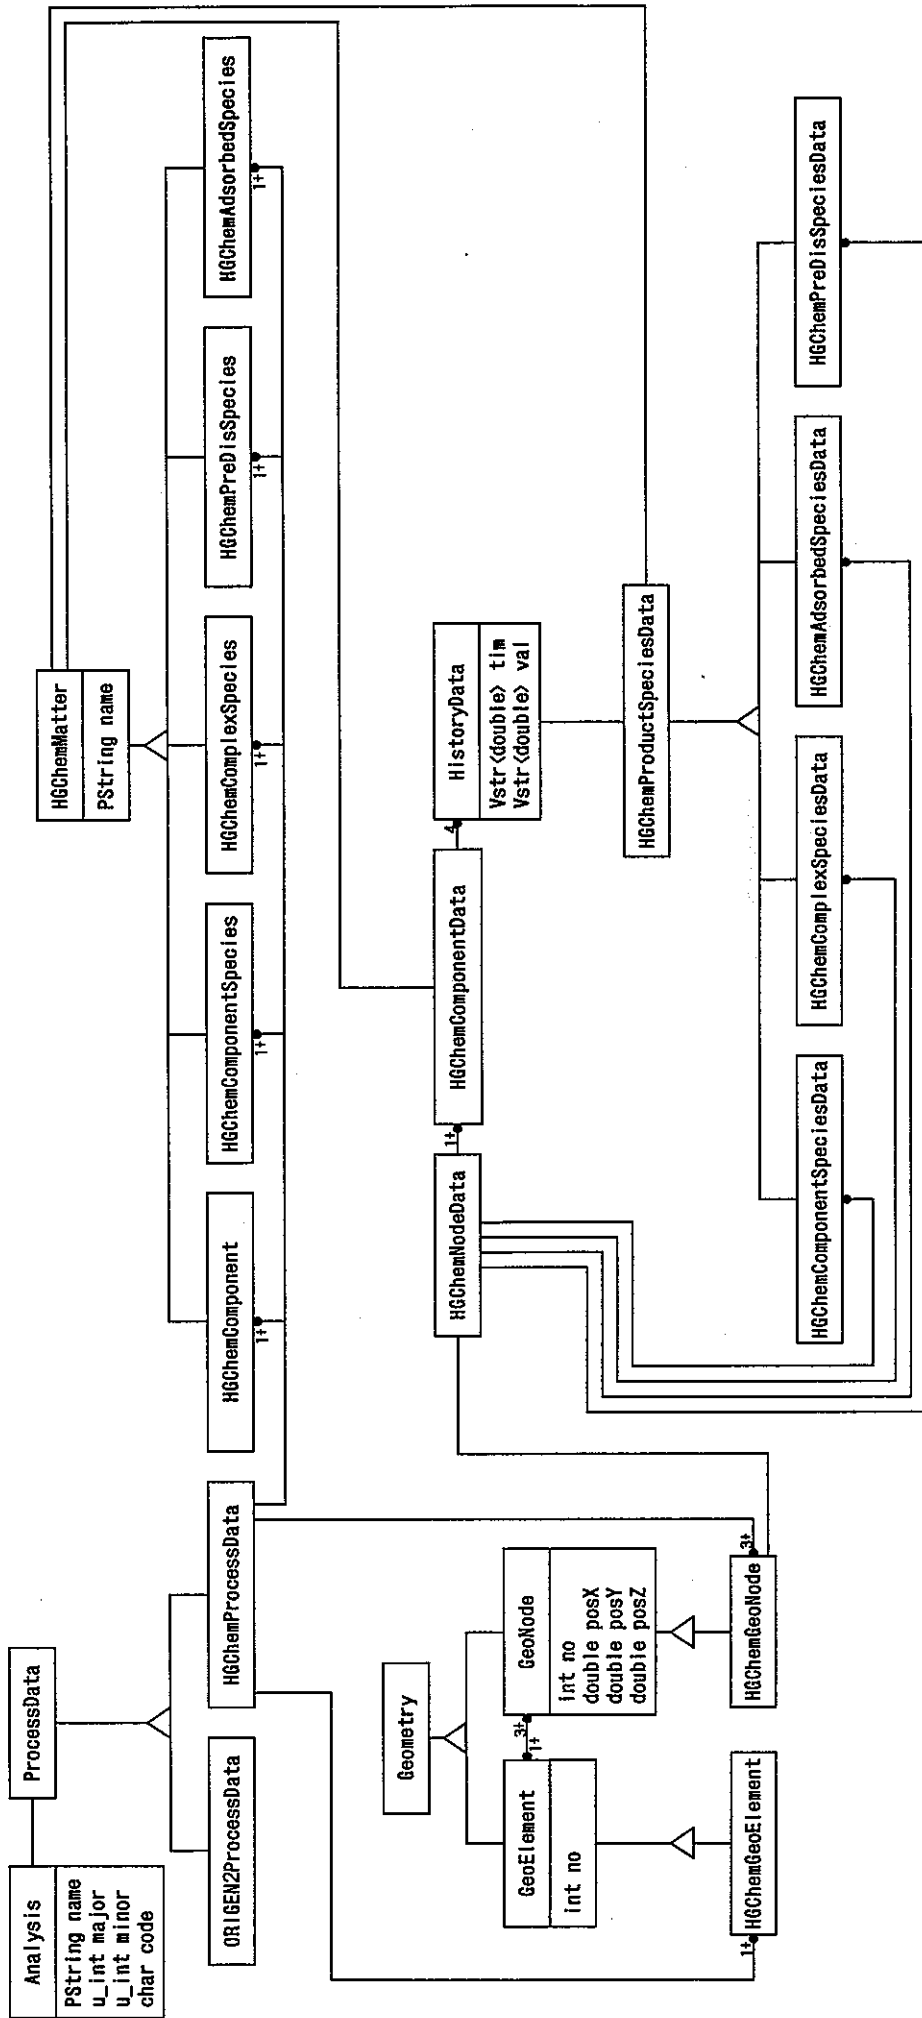 Analysis
PString name
u_int major
u_int minor
char code
ProcessData
ORIGEN2ProcessData
HGChemProcessData
HGChemMatter
PString name
HGChemComponent
1+
HGChemComponentSpecies
1+
HGChemComplexSpecies
1+
HGChemPreDisSpecies
1+
HGChemAdsorbedSpecies
1+
Geometry
GeoElement
int no
1+
3+
GeoNode
int no
double posX
double posY
double posZ
HGChemGeoElement
1+
HGChemGeoNode
3+
HGChemNodeData
1+
HGChemComponentData
4
HistoryData
Vstr<double> tim
Vstr<double> val
HGChemProductSpeciesData
HGChemComponentSpeciesData
HGChemComplexSpeciesData
HGChemAdsorbedSpeciesData
HGChemPreDisSpeciesData